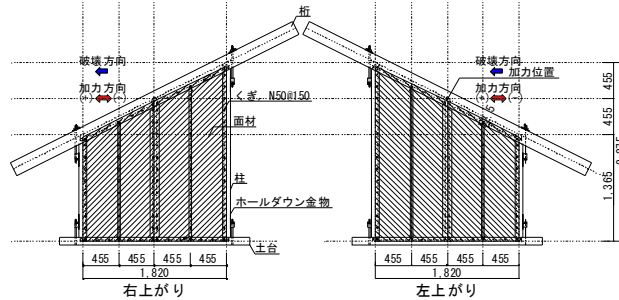 桁
破壊方向
加力方向
(+) (-)
くぎ, N50@150
面材
柱
ホールダウン金物
土台
455 455 455 455
1,820
右上がり
破壊方向
加力位置
加力方向
(+) (-)
455
455
1,365
455 455 455 455
1,820
左上がり